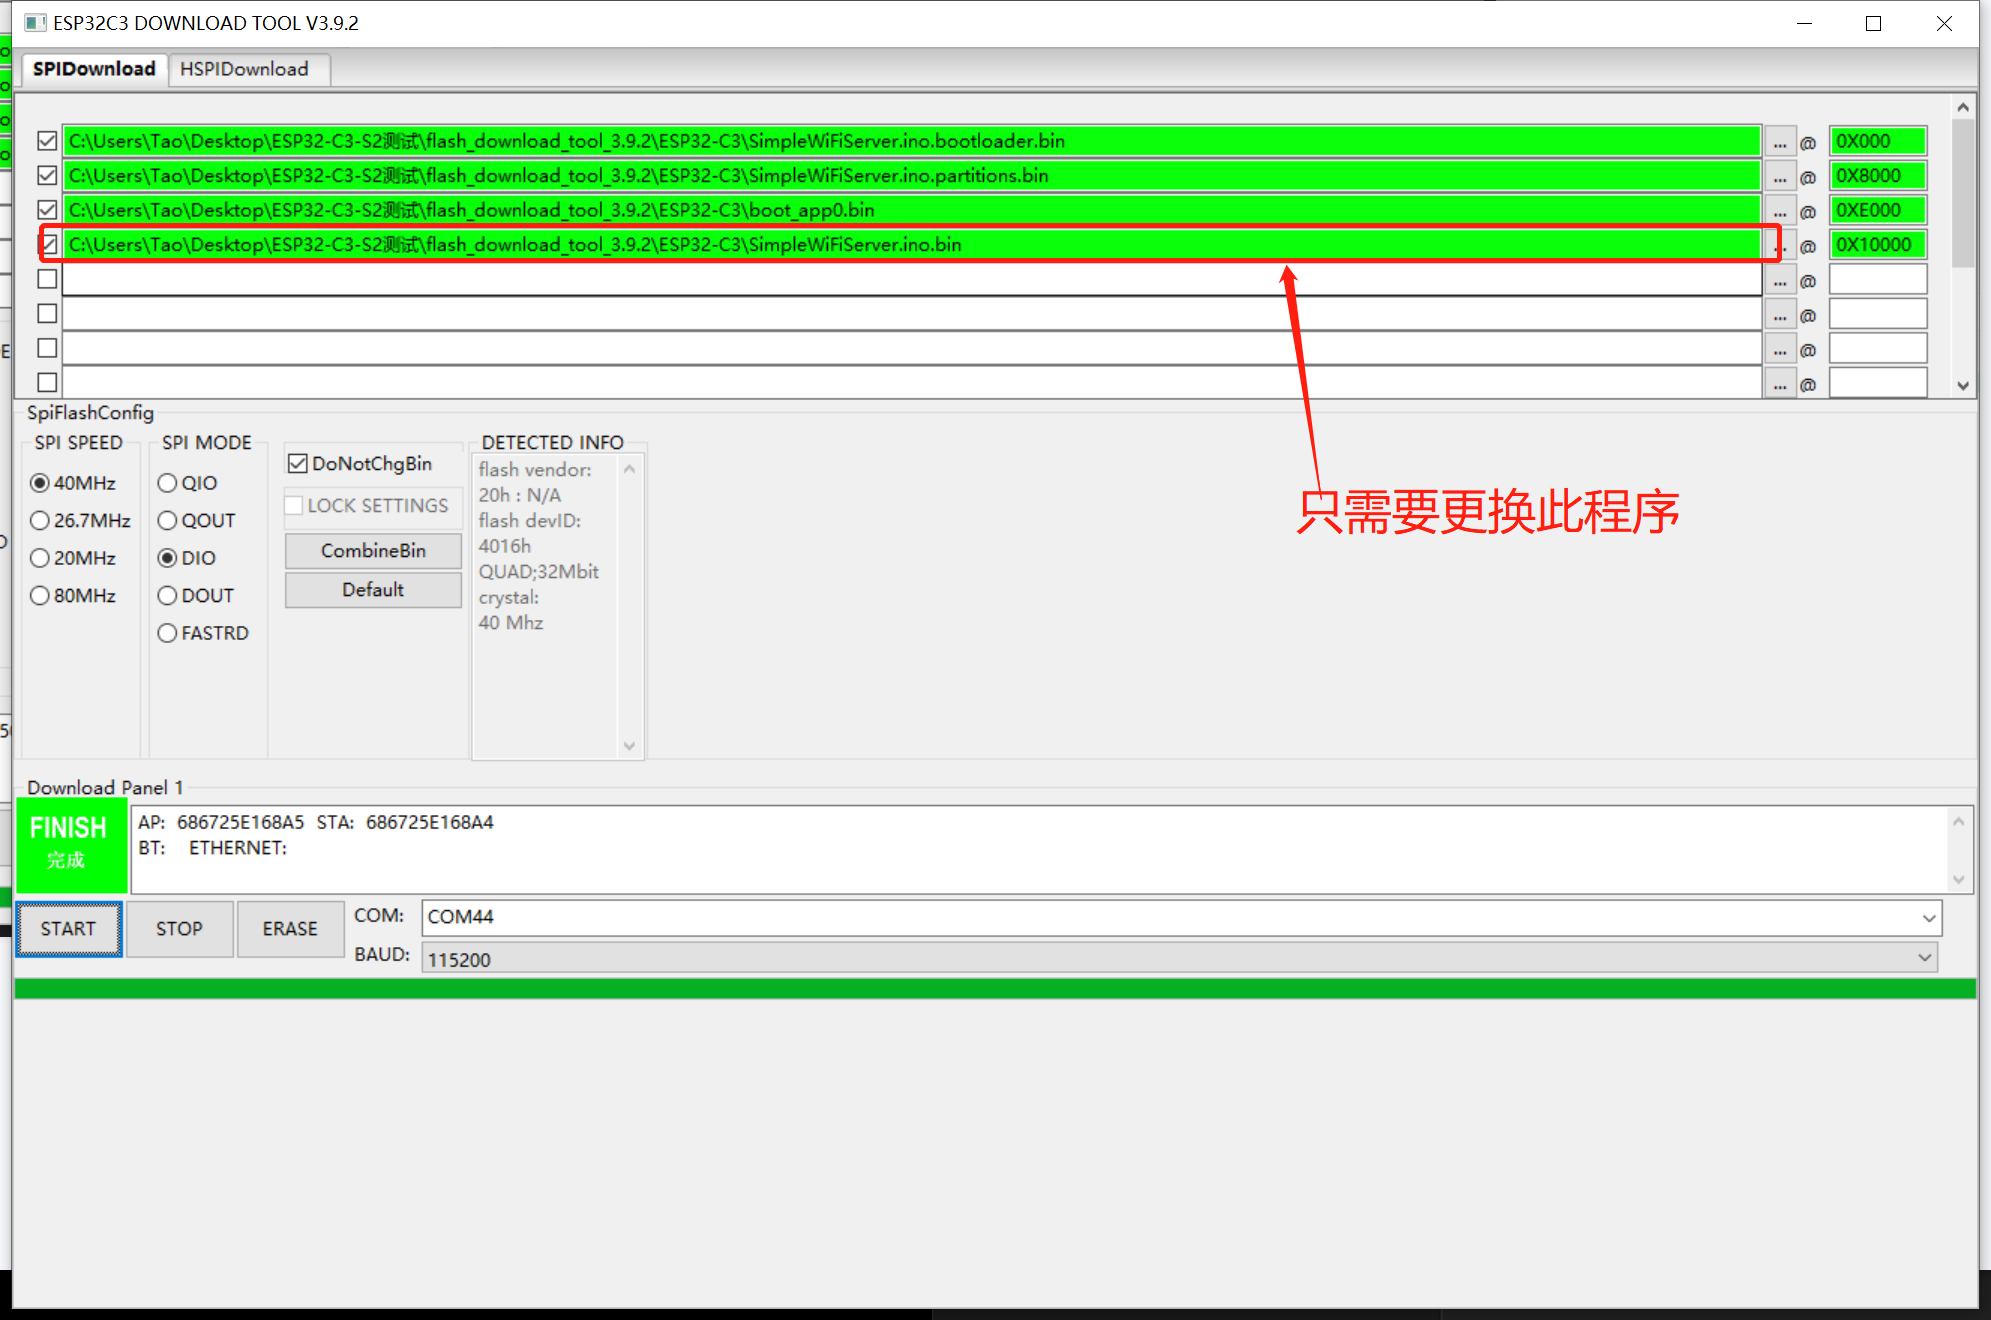 ESP32C3 DOWNLOAD TOOL V3.9.2
SPIDownload HSPIDownload
C:\Users\Tao\Desktop\ESP32-C3-S2测试\flash_download_tool_3.9.2\ESP32-C3\SimpleWiFiServer.ino.bootloader.bin ... @ 0X000
C:\Users\Tao\Desktop\ESP32-C3-S2测试\flash_download_tool_3.9.2\ESP32-C3\SimpleWiFiServer.ino.partitions.bin ... @ 0X8000
C:\Users\Tao\Desktop\ESP32-C3-S2测试\flash_download_tool_3.9.2\ESP32-C3\boot_app0.bin ... @ 0XE000
C:\Users\Tao\Desktop\ESP32-C3-S2测试\flash_download_tool_3.9.2\ESP32-C3\SimpleWiFiServer.ino.bin ... @ 0X10000
... @
... @
... @
... @
只需要更换此程序
SpiFlashConfig
SPI SPEED
40MHz
26.7MHz
20MHz
80MHz
SPI MODE
QIO
QOUT
DIO
DOUT
FASTRD
DoNotChgBin
LOCK SETTINGS
CombineBin
Default
DETECTED INFO
flash vendor:
20h : N/A
flash devID:
4016h
QUAD;32Mbit
crystal:
40 Mhz
Download Panel 1
FINISH
完成
AP: 686725E168A5 STA: 686725E168A4
BT: ETHERNET:
START STOP ERASE
COM: COM44
BAUD: 115200